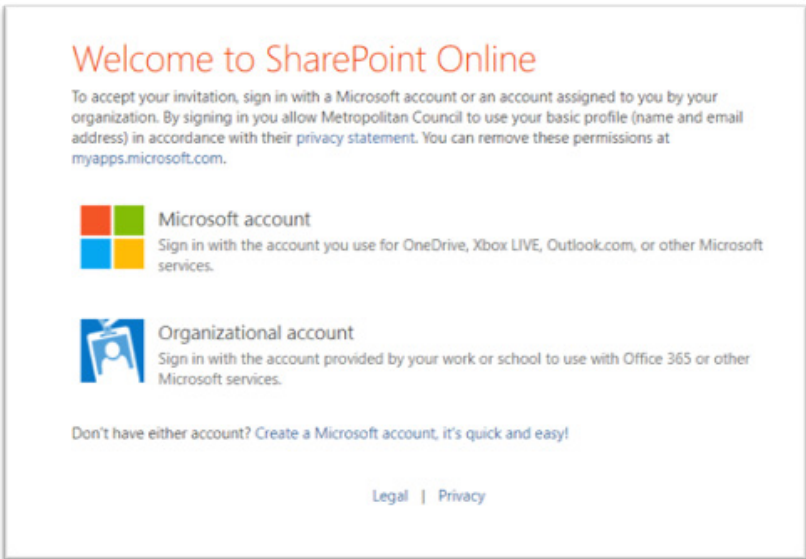 Welcome to SharePoint Online
To accept your invitation, sign in with a Microsoft account or an account assigned to you by your
organization. By signing in you allow Metropolitan Council to use your basic profile (name and email
address) in accordance with their privacy statement. You can remove these permissions at
myapps.microsoft.com.
Microsoft account
Sign in with the account you use for OneDrive, Xbox LIVE, Outlook.com, or other Microsoft
services.
Organizational account
Sign in with the account provided by your work or school to use with Office 365 or other
Microsoft services.
Don't have either account? Create a Microsoft account, it's quick and easy!
Legal | Privacy